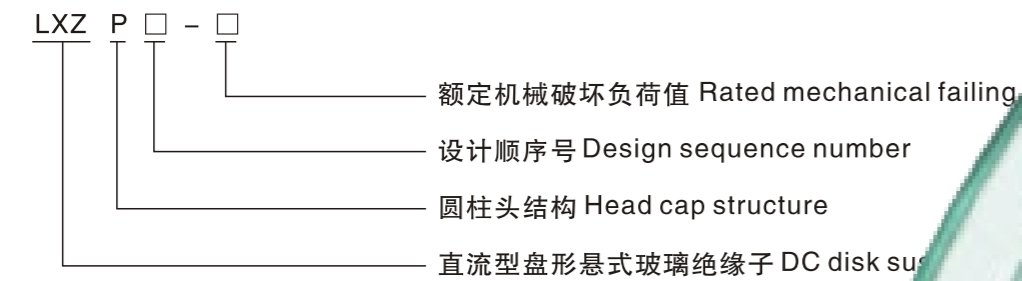 LXZ P □ – □
额定机械破坏负荷值 Rated mechanical failing
设计顺序号 Design sequence number
圆柱头结构 Head cap structure
直流型盘形悬式玻璃绝缘子 DC disk